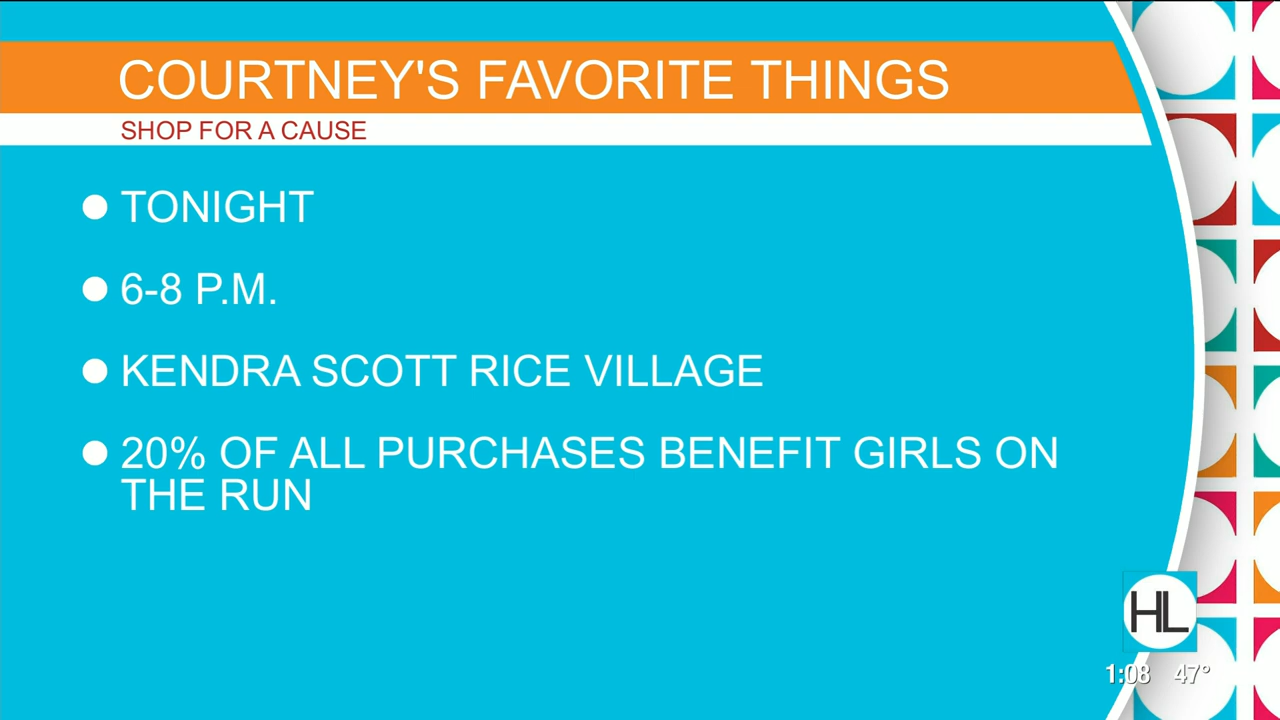 COURTNEY'S FAVORITE THINGS
SHOP FOR A CAUSE
TONIGHT
6-8 P.M.
KENDRA SCOTT RICE VILLAGE
20% OF ALL PURCHASES BENEFIT GIRLS ON
THE RUN
HL
1:08 47°